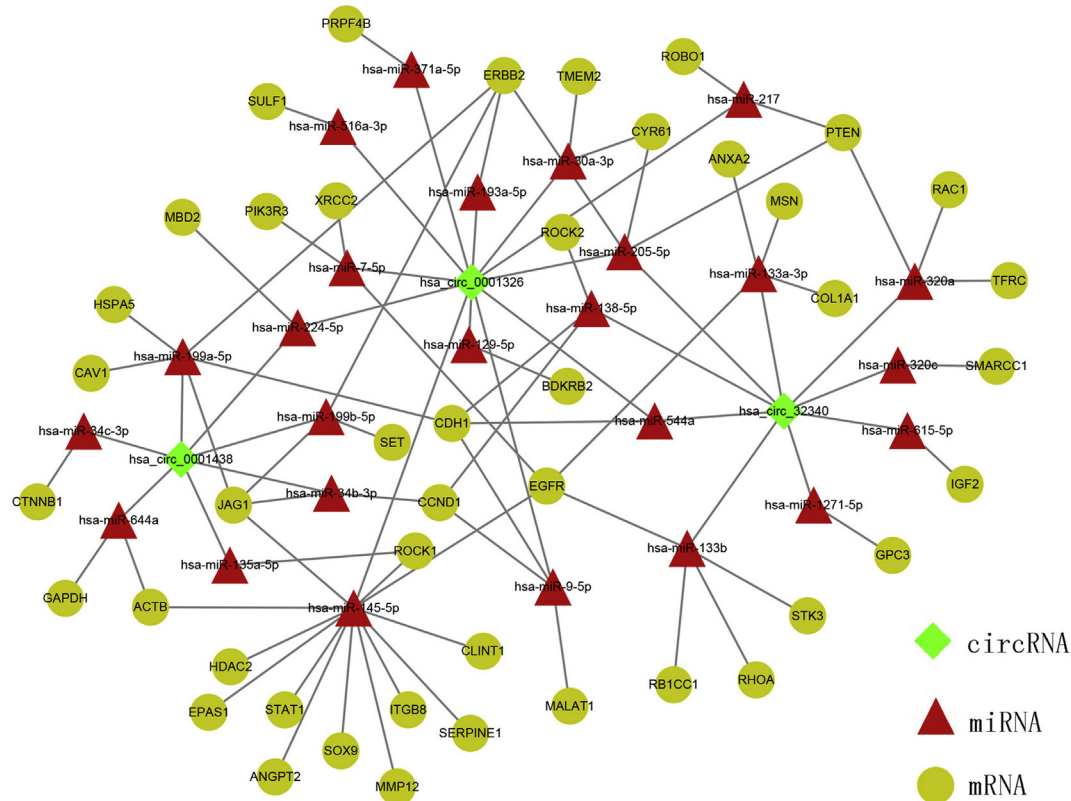 PRPF4B
hsa-miR-371a-5p
ERBB2
TMEM2
ROBO1
hsa-miR-217
SULF1
hsa-miR-516a-3p
CYR61
PTEN
hsa-miR-30a-3p
ANXA2
hsa-miR-193a-5p
RAC1
XRCC2
PIK3R3
MBD2
MSN
ROCK2
hsa-miR-205-5p
hsa-miR-7-5p
hsa_circ_0001326
hsa-miR-133a-3p
hsa-miR-320a
TFRC
COL1A1
HSPA5
hsa-miR-224-5p
hsa-miR-138-5p
hsa-miR-129-5p
hsa-miR-199a-5p
CAV1
BDKRB2
hsa-miR-320c
SMARCC1
hsa_circ_32340
hsa-miR-199b-5p
CDH1
hsa-miR-544a
hsa-miR-615-5p
hsa-miR-34c-3p
SET
hsa_circ_0001438
EGFR
IGF2
hsa-miR-34b-3p
CCND1
CTNNB1
JAG1
hsa-miR-1271-5p
hsa-miR-644a
ROCK1
hsa-miR-133b
GPC3
hsa-miR-135a-5p
hsa-miR-9-5p
GAPDH
ACTB
hsa-miR-145-5p
STK3
CLINT1
circRNA
HDAC2
RB1CC1
RHOA
EPAS1
STAT1
ITGB8
MALAT1
SERPINE1
miRNA
SOX9
ANGPT2
MMP12
mRNA